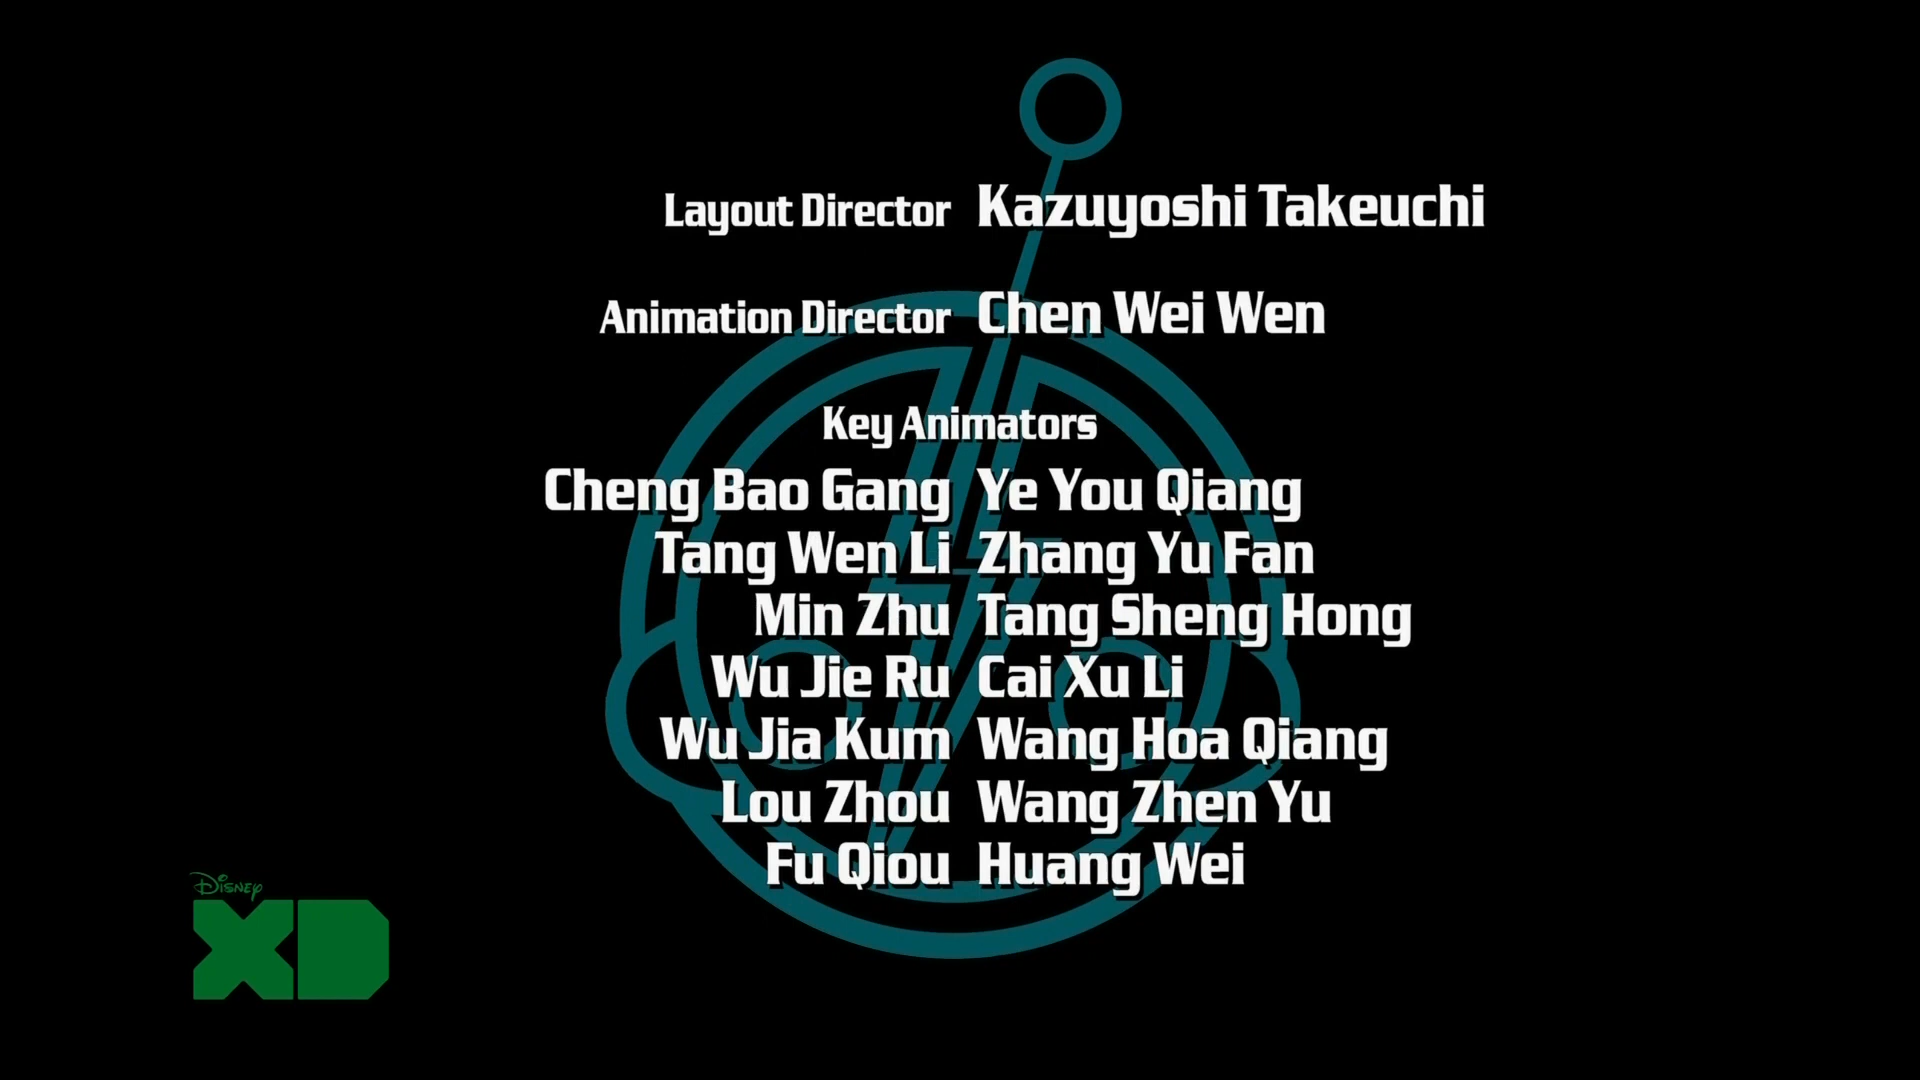 Layout Director Kazuyoshi Takeuchi
Animation Director Chen Wei Wen
Key Animators
Cheng Bao Gang Ye You Qiang
Tang Wen Li Zhang Yu Fan
Min Zhu Tang Sheng Hong
Wu Jie Ru Cai Xu Li
Wu Jia Kum Wang Hoa Qiang
Lou Zhou Wang Zhen Yu
Fu Qiou Huang Wei
Disney
XD